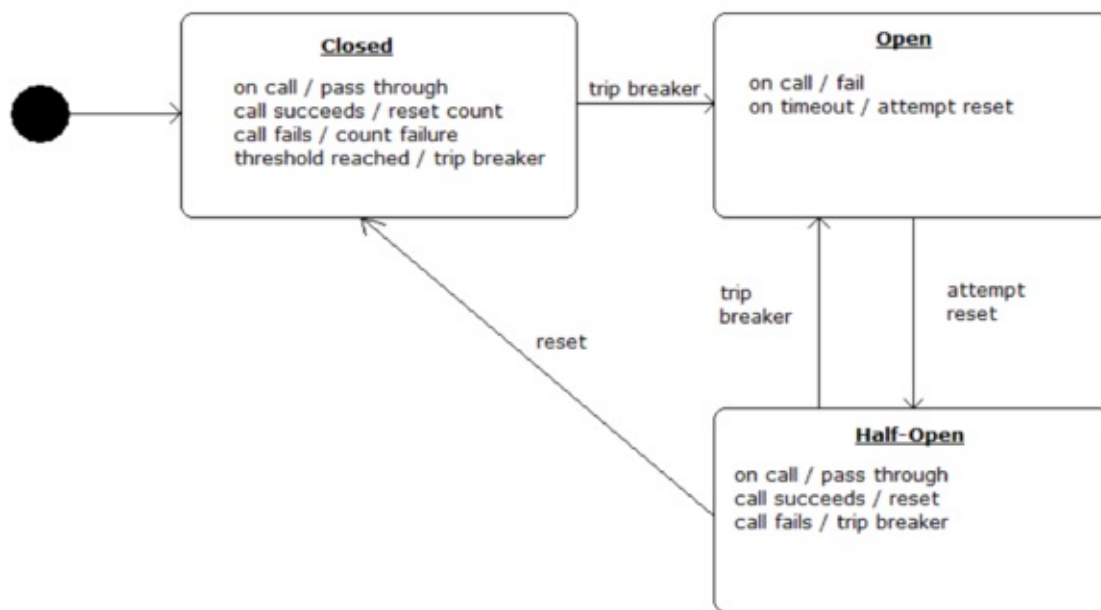 Closed
on call / pass through
call succeeds / reset count
call fails / count failure
threshold reached / trip breaker
trip breaker
Open
on call / fail
on timeout / attempt reset
trip
breaker
attempt
reset
reset
Half-Open
on call / pass through
call succeeds / reset
call fails / trip breaker